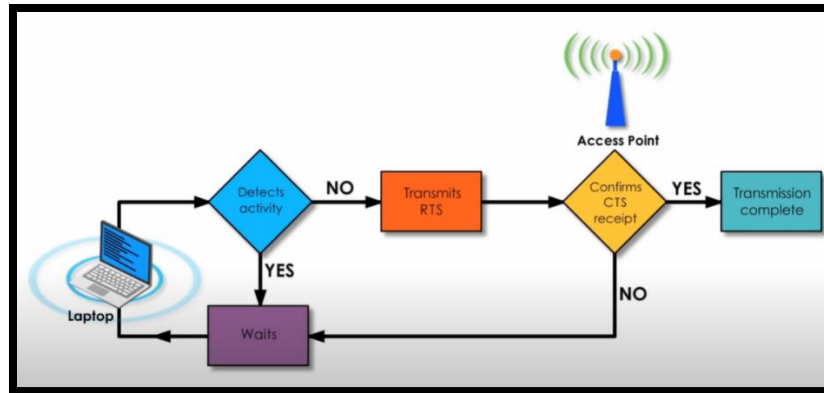 Access Point
Detects
activity
NO
Transmits
RTS
Confirms
CTS
receipt
YES
Transmission
complete
YES
NO
Laptop
Waits